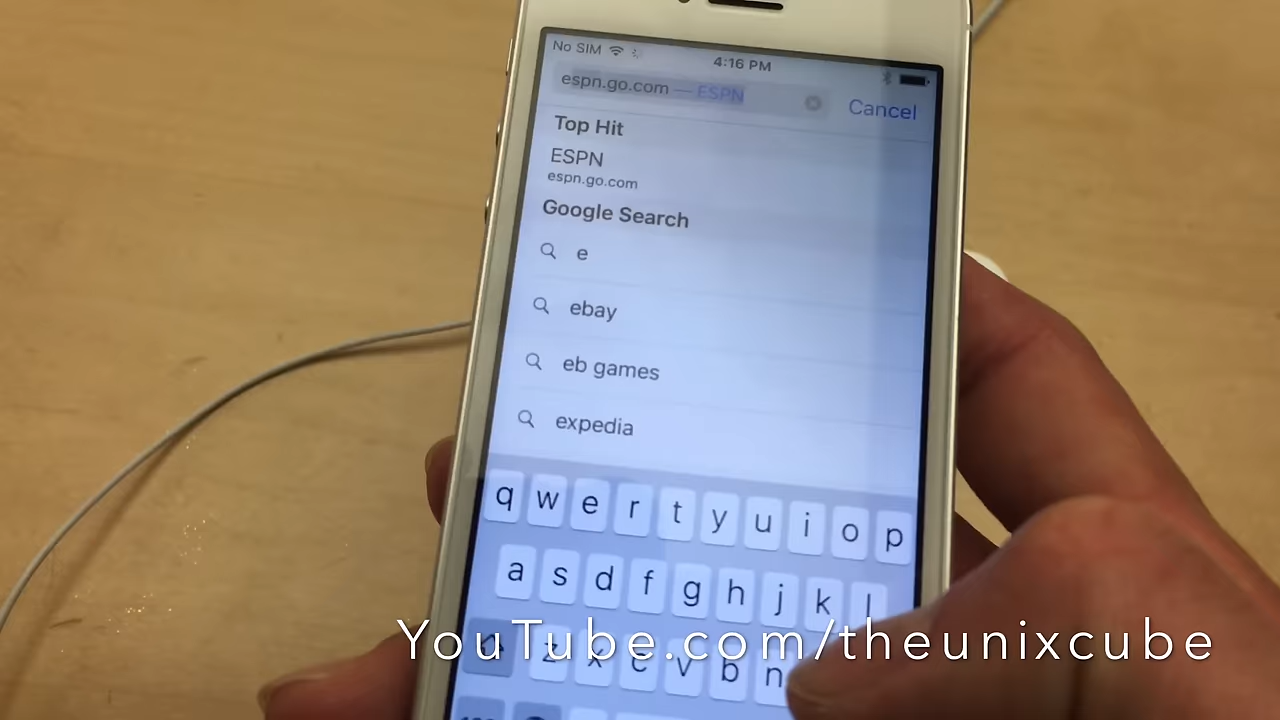 No SIM
4:16 PM
espn.go.com — ESPN
Cancel
Top Hit
ESPN
espn.go.com
Google Search
e
ebay
eb games
expedia
q w e r t y u i o p
a s d f g h j k l
z x c v b n
YouTube.com/theunixcube